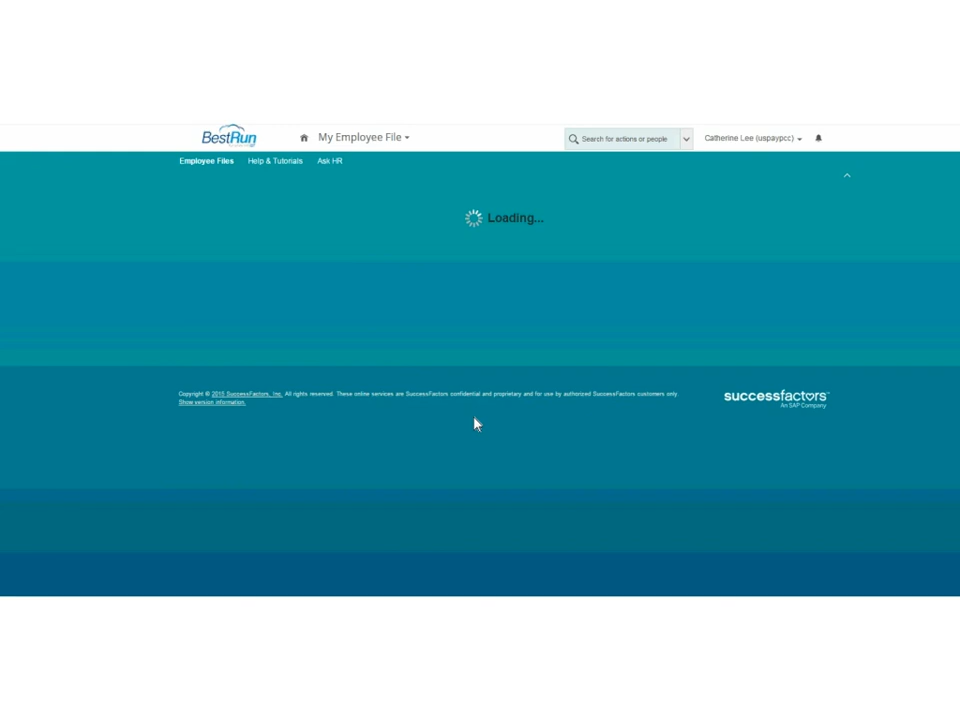 BestRun
My Employee File
Search for actions or people
Catherine Lee (uspaypcc)
Employee Files
Help & Tutorials
Ask HR
Loading...
Copyright © 2015 SuccessFactors, Inc. All rights reserved. These online services are SuccessFactors confidential and proprietary and for use by authorized SuccessFactors customers only.
Show version information.
successfactors™
An SAP Company